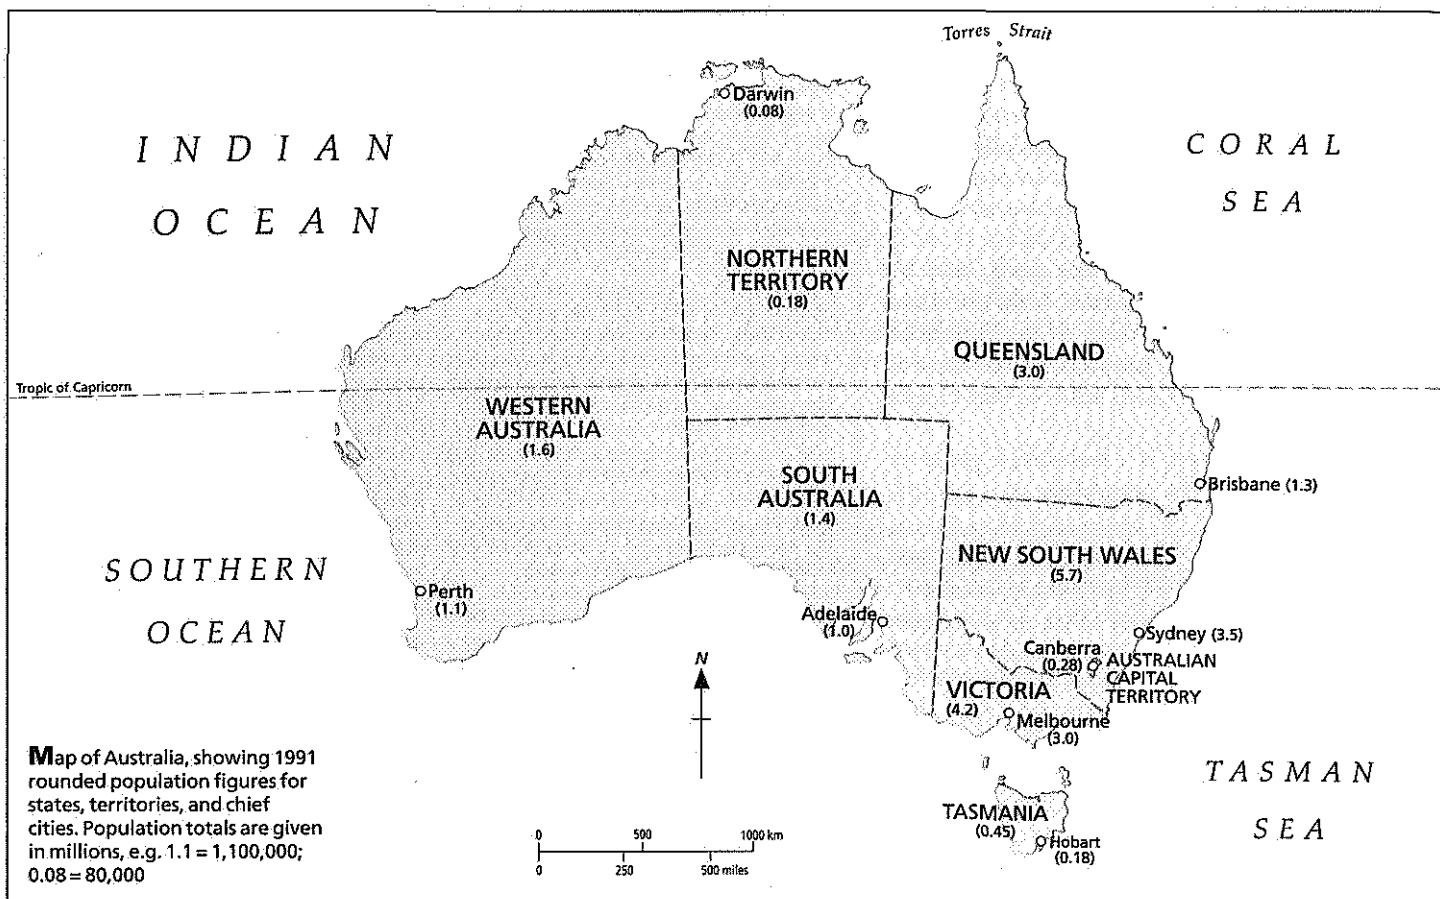 Torres Strait
Darwin
(0.08)
INDIAN
OCEAN
CORAL
SEA
NORTHERN
TERRITORY
(0.18)
QUEENSLAND
(3.0)
Tropic of Capricorn
WESTERN
AUSTRALIA
(1.6)
SOUTH
AUSTRALIA
(1.4)
Brisbane (1.3)
NEW SOUTH WALES
(5.7)
SOUTHERN
OCEAN
Perth
(1.1)
Adelaide
(1.0)
Sydney (3.5)
Canberra
(0.28)
AUSTRALIAN
CAPITAL
TERRITORY
N
VICTORIA
(4.2)
Melbourne
(3.0)
Map of Australia, showing 1991
rounded population figures for
states, territories, and chief
cities. Population totals are given
in millions, e.g. 1.1 = 1,100,000;
0.08 = 80,000
TASMAN
SEA
TASMANIA
(0.45)
Hobart
(0.18)
0 500 1000 km
0 250 500 miles